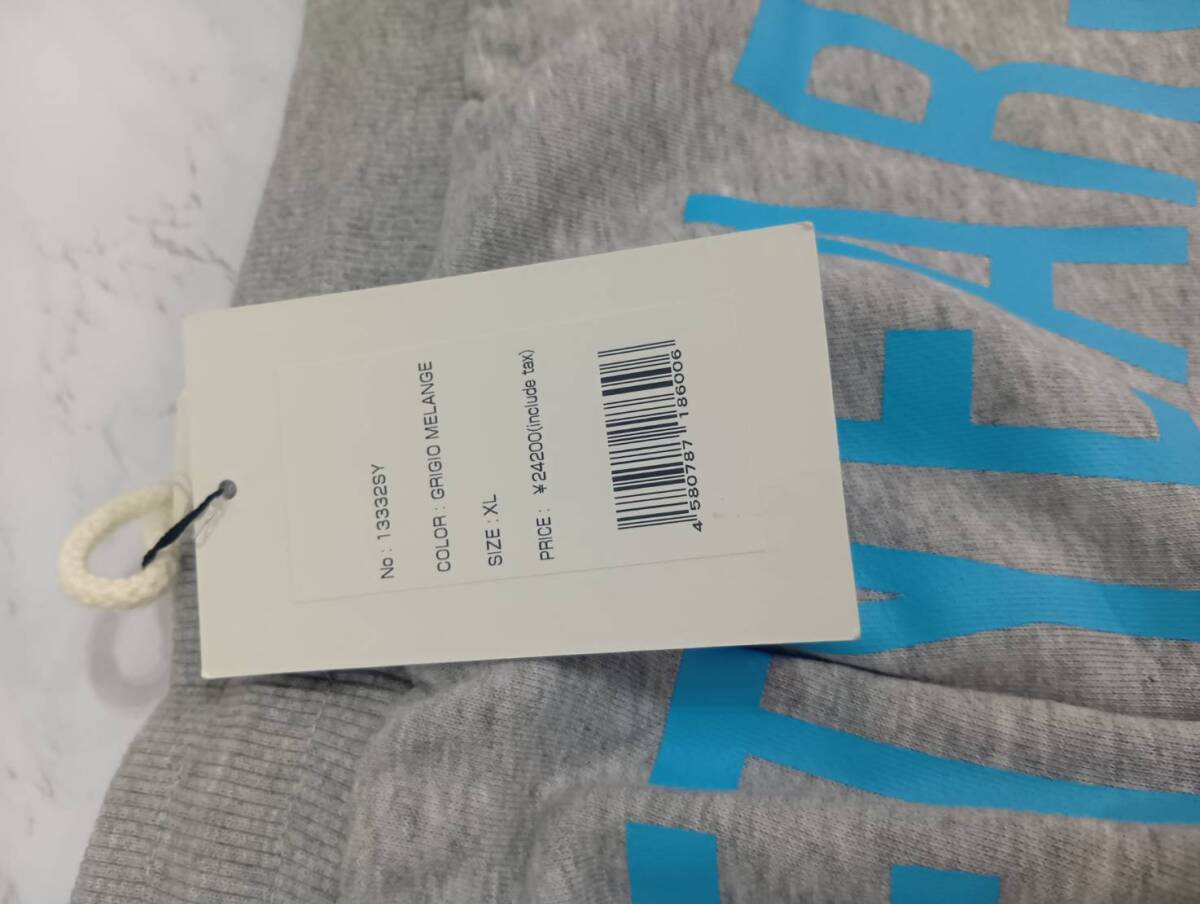 No : 13332SY
COLOR : GRIGIO MELANGE
SIZE : XL
PRICE : ¥24200(include tax)
4 580787 186006